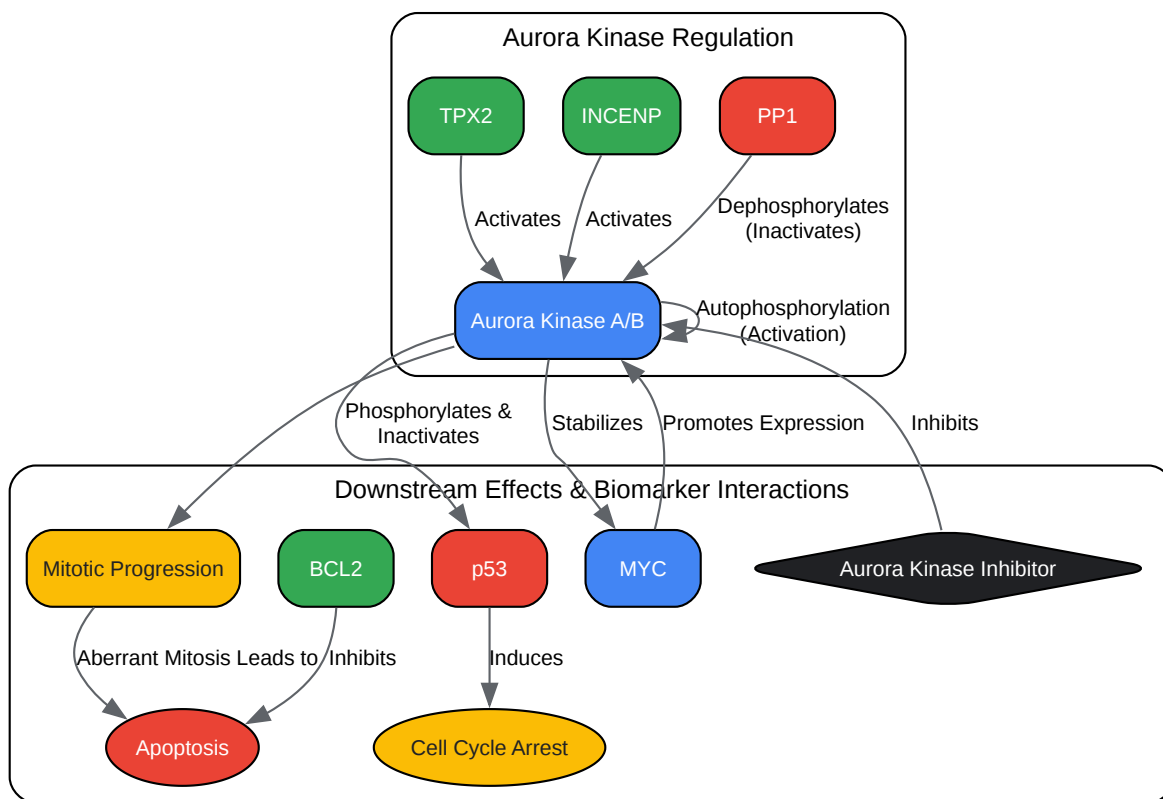 Aurora Kinase Regulation
TPX2
INCENP
PP1
Activates
Activates
Dephosphorylates
(Inactivates)
Aurora Kinase A/B
Autophosphorylation
(Activation)
Phosphorylates &
Inactivates
Stabilizes
Promotes Expression
Inhibits
Downstream Effects & Biomarker Interactions
Mitotic Progression
BCL2
p53
MYC
Aurora Kinase Inhibitor
Aberrant Mitosis Leads to
Inhibits
Induces
Apoptosis
Cell Cycle Arrest